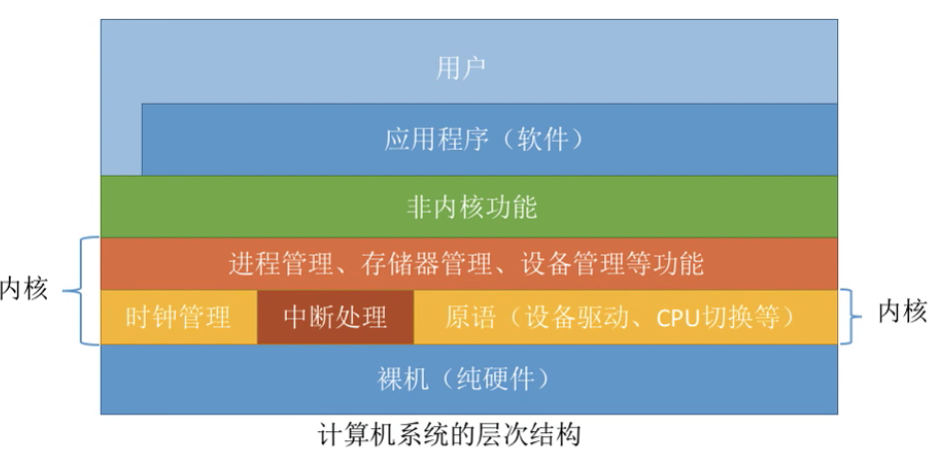 用户
应用程序（软件）
非内核功能
进程管理、存储器管理、设备管理等功能
内核
时钟管理
中断处理
原语（设备驱动、CPU切换等）
内核
裸机（纯硬件）
计算机系统的层次结构